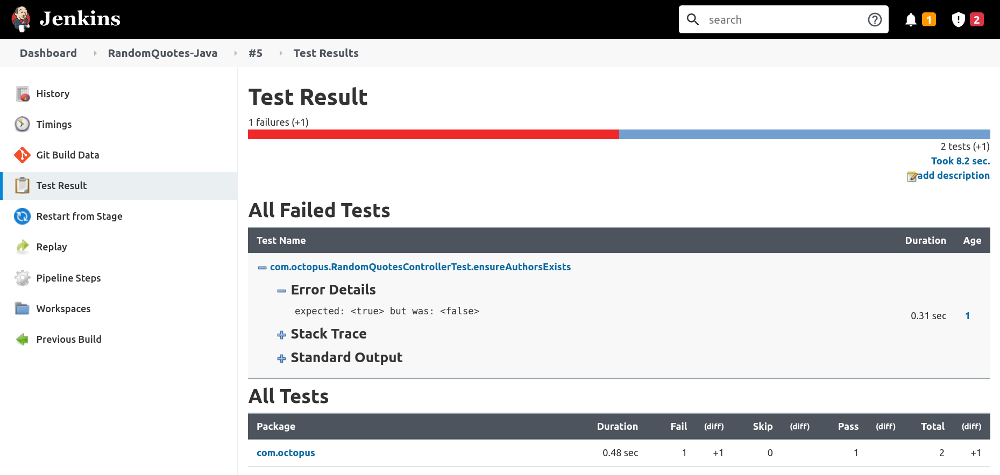 Jenkins
search
1
2
Dashboard
RandomQuotes-Java
#5
Test Results
History
Timings
Git Build Data
Test Result
Restart from Stage
Replay
Pipeline Steps
Workspaces
Previous Build
Test Result
1 failures (+1)
2 tests (+1)
Took 8.2 sec.
add description
All Failed Tests
Test Name Duration Age
com.octopus.RandomQuotesControllerTest.ensureAuthorsExists
Error Details
expected: <true> but was: <false>
0.31 sec 1
Stack Trace
Standard Output
All Tests
Package Duration Fail (diff) Skip (diff) Pass (diff) Total (diff)
com.octopus 0.48 sec 1 +1 0 1 2 +1